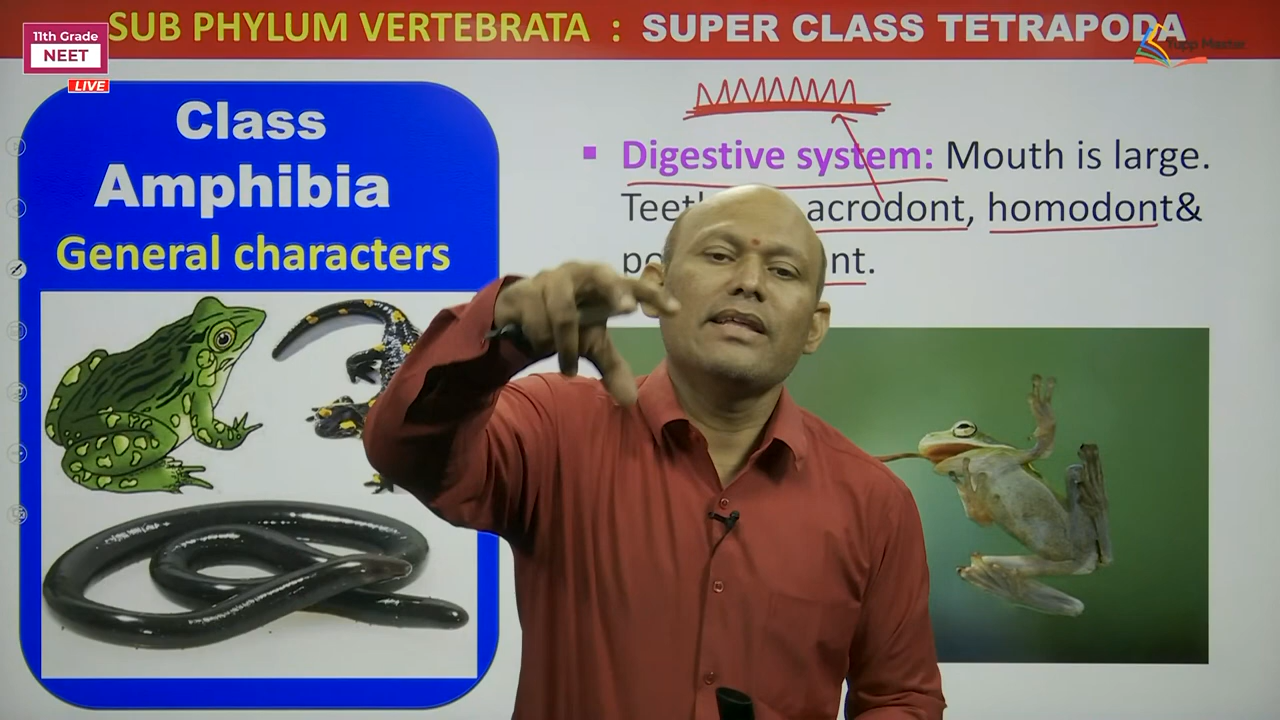 SUB PHYLUM VERTEBRATA : SUPER CLASS TETRAPODA
11th Grade
NEET
LIVE
Class
Amphibia
General characters
▪ Digestive system: Mouth is large.
acrodont, homodont&